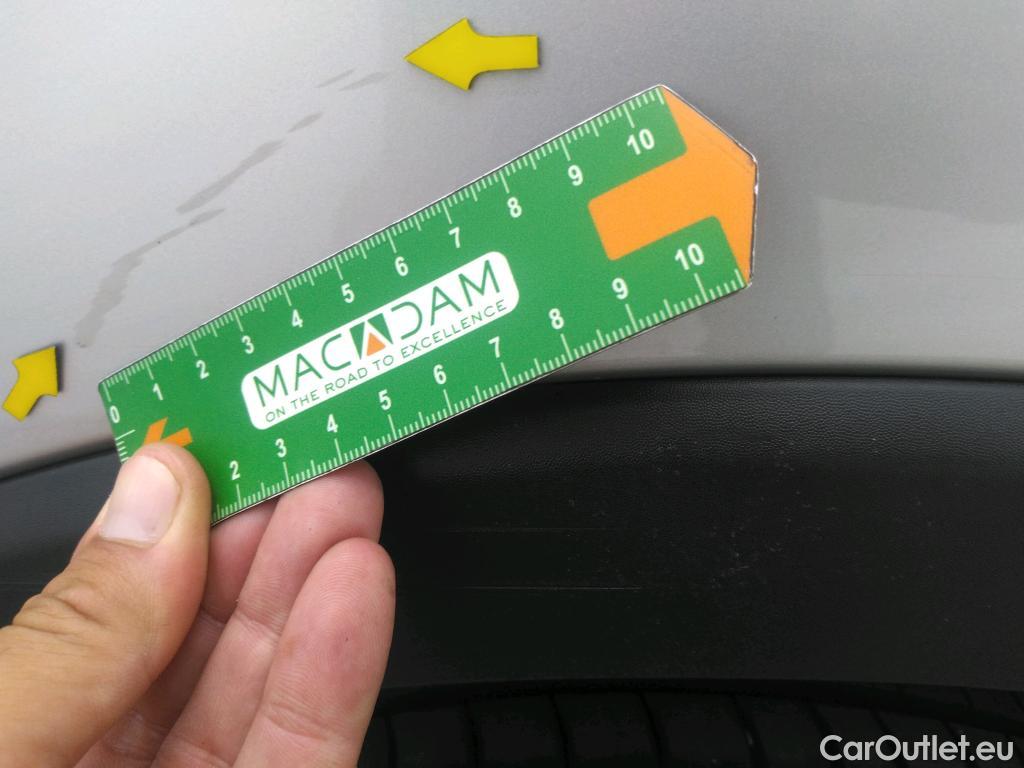 0 1 2 3 4 5 6 7 8 9 10
MACADAM
ON THE ROAD TO EXCELLENCE
2 3 4 5 6 7 8 9 10
CarOutlet.eu